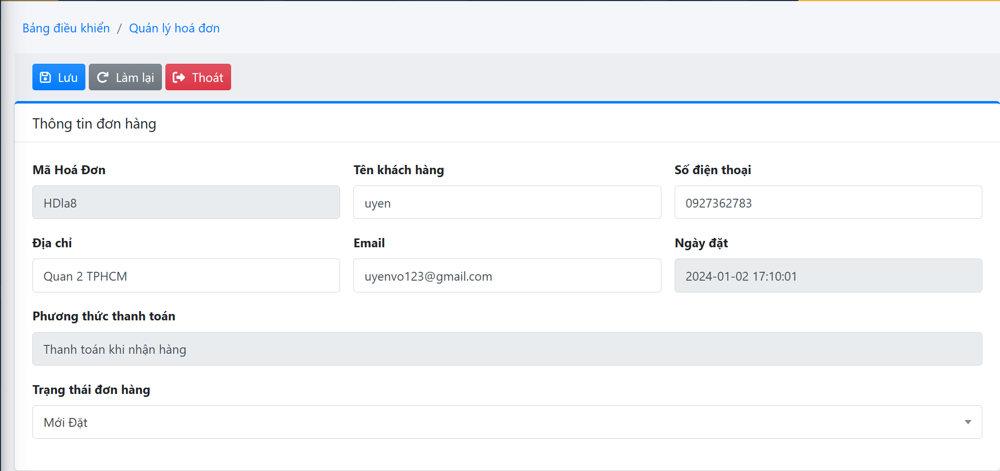 Bảng điều khiển / Quản lý hoá đơn
Lưu Làm lại Thoát
Thông tin đơn hàng
Mã Hoá Đơn Tên khách hàng Số điện thoại
HDla8 uyen 0927362783
Địa chỉ Email Ngày đặt
Quan 2 TPHCM uyenvo123@gmail.com 2024-01-02 17:10:01
Phương thức thanh toán
Thanh toán khi nhận hàng
Trạng thái đơn hàng
Mới Đặt